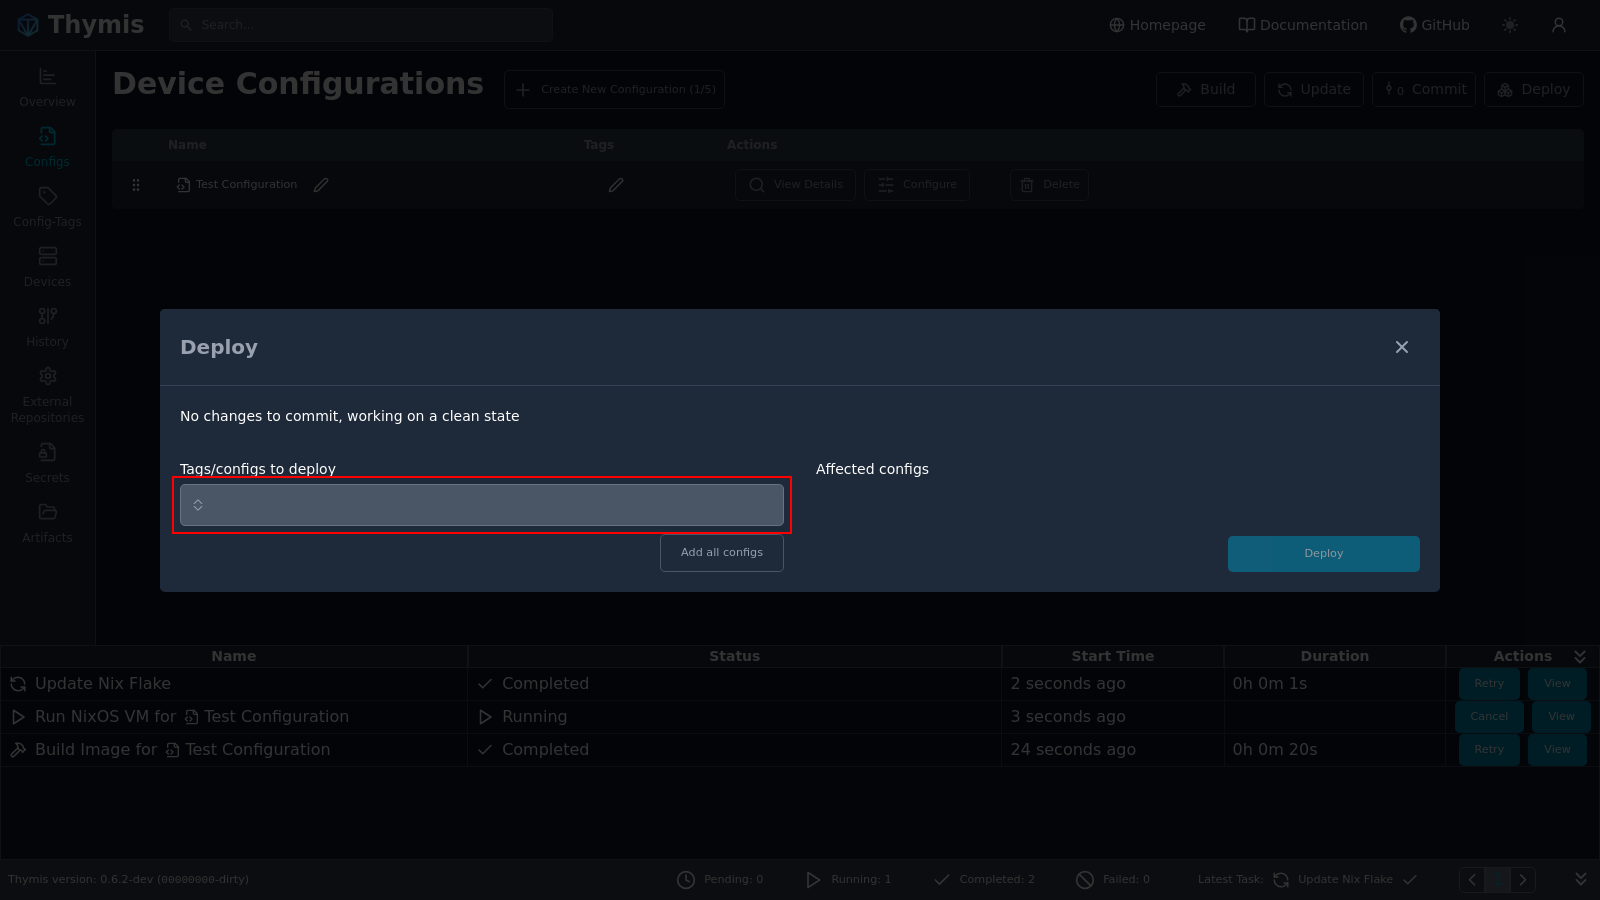 Thymis
Search...
Homepage
Documentation
GitHub
Overview
Configs
Config-Tags
Devices
History
External
Repositories
Secrets
Artifacts
Device Configurations
Create New Configuration (1/5)
Build
Update
0 Commit
Deploy
Name Tags Actions
Test Configuration View Details Configure Delete
Deploy
No changes to commit, working on a clean state
Tags/configs to deploy
Affected configs
Add all configs
Deploy
Name Status Start Time Duration Actions
Update Nix Flake Completed 2 seconds ago 0h 0m 1s Retry View
Run NixOS VM for Test Configuration Running 3 seconds ago Cancel View
Build Image for Test Configuration Completed 24 seconds ago 0h 0m 20s Retry View
Thymis version: 0.6.2-dev (00000000-dirty) Pending: 0 Running: 1 Completed: 2 Failed: 0 Latest Task: Update Nix Flake